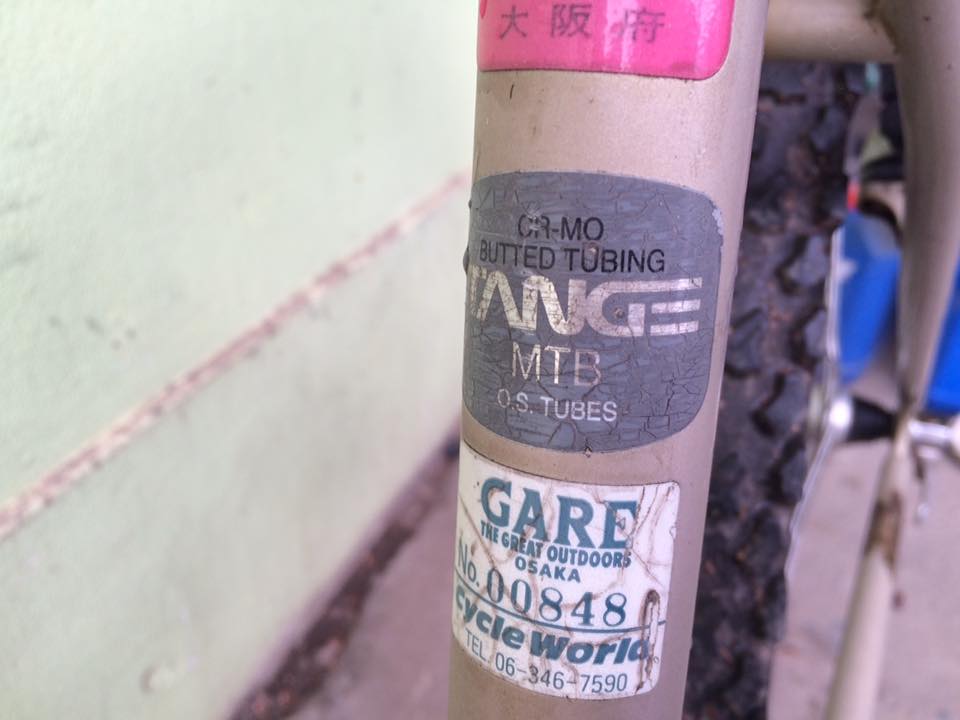 大阪府
CR-MO
BUTTED TUBING
TANGE
MTB
O.S. TUBES
GARE
THE GREAT OUTDOORS
OSAKA
No. 00848
cycle World
TEL. 06-346-7590